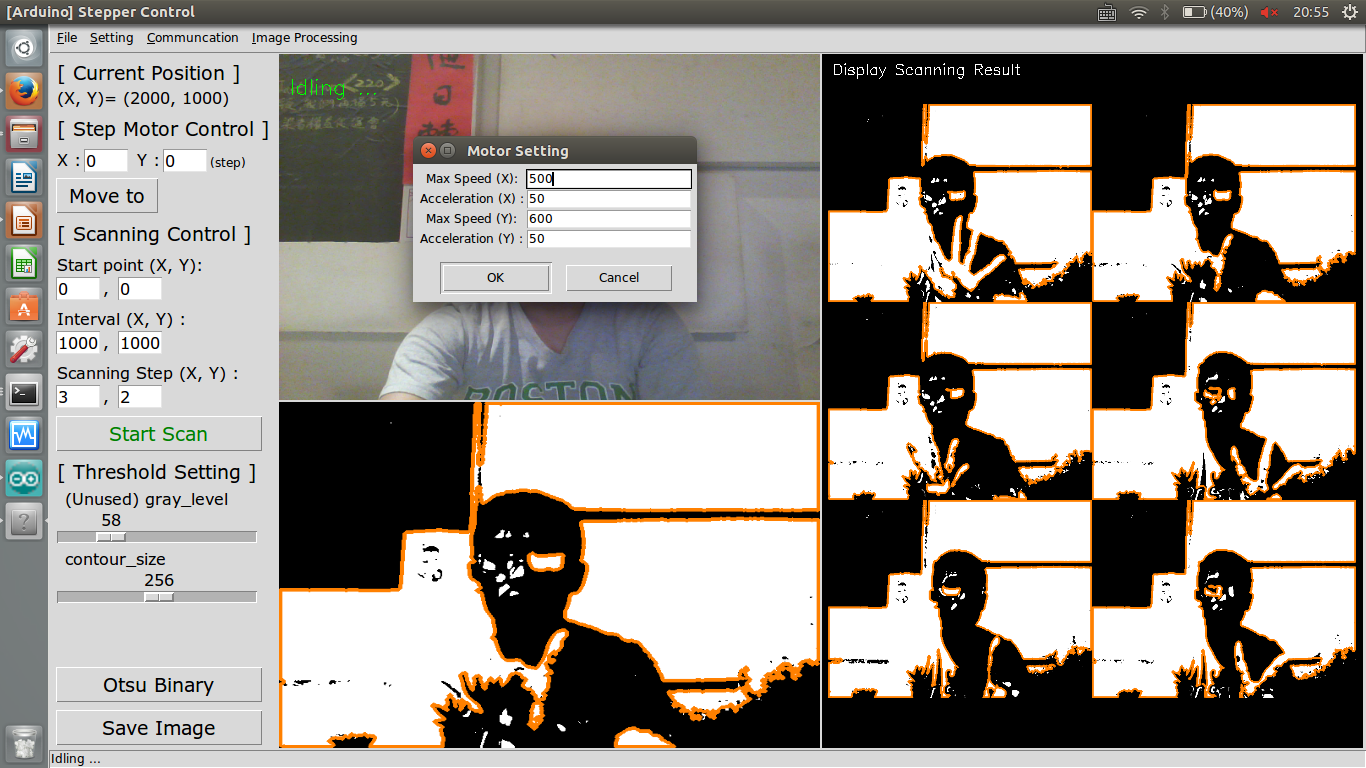 [Arduino] Stepper Control
(40%) 20:55
File Setting Communcation Image Processing
[ Current Position ]
(X, Y)= (2000, 1000)
[ Step Motor Control ]
X : 0 Y : 0 (step)
Move to
[ Scanning Control ]
Start point (X, Y):
0 , 0
Interval (X, Y) :
1000 , 1000
Scanning Step (X, Y) :
3 , 2
Start Scan
[ Threshold Setting ]
(Unused) gray_level
58
contour_size
256
Otsu Binary
Save Image
Idling ...
Idling ...
<220>
Motor Setting
Max Speed (X): 500
Acceleration (X) : 50
Max Speed (Y): 600
Acceleration (Y) : 50
OK Cancel
BOSTON
Display Scanning Result